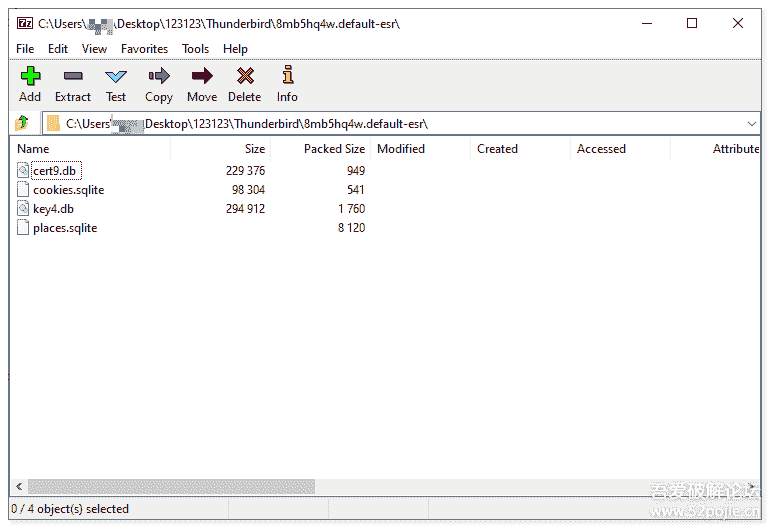 7z C:\Users\ \Desktop\123123\Thunderbird\8mb5hq4w.default-esr\
File Edit View Favorites Tools Help
Add Extract Test Copy Move Delete Info
C:\Users\ Desktop\123123\Thunderbird\8mb5hq4w.default-esr\
Name Size Packed Size Modified Created Accessed Attribute
cert9.db 229 376 949
cookies.sqlite 98 304 541
key4.db 294 912 1 760
places.sqlite 8 120
0 / 4 object(s) selected
吾爱破解论坛
www.52pojie.cn